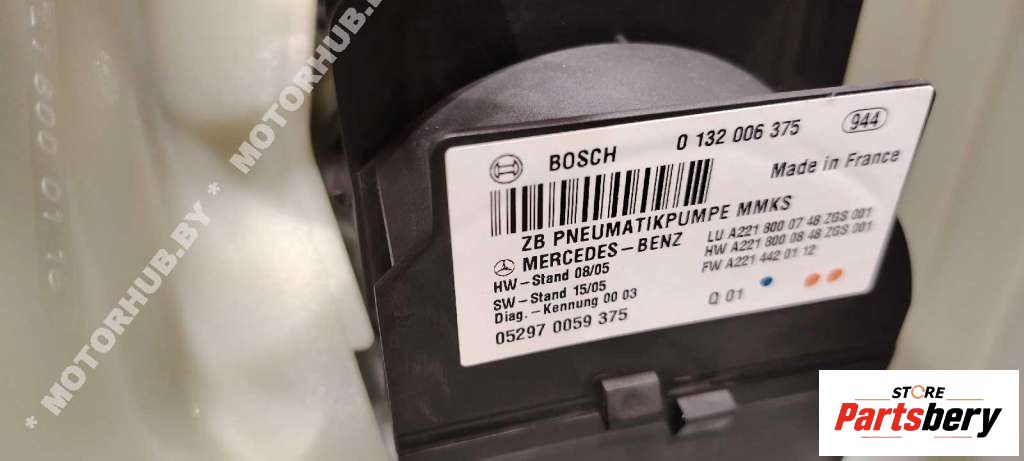 BOSCH 0 132 006 375 944
Made in France
ZB PNEUMATIKPUMPE MMKS
MERCEDES-BENZ
LU A221 800 07 48 ZGS 001
HW A221 800 08 48 ZGS 001
FW A221 442 01 12
HW-Stand 08/05
SW-Stand 15/05
Diag.-Kennung 00 03
Q 01
05297 0059 375
* MOTORHUB.BY * MOTORHUB.BY
STORE
Partsbery